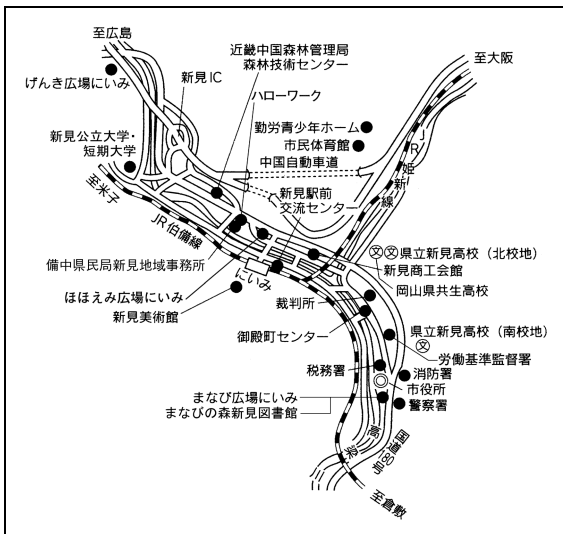 至広島
げんき広場にいみ
新見IC
近畿中国森林管理局
森林技術センター
ハローワーク
至大阪
勤労青少年ホーム
市民体育館
中国自動車道
JR姫新線
新見公立大学・
短期大学
至米子
JR伯備線
新見駅前
交流センター
備中県民局新見地域事務所
にいみ
ほほえみ広場にいみ
新見美術館
文文県立新見高校（北校地）
新見商工会館
岡山県共生高校
裁判所
御殿町センター
県立新見高校（南校地）
文
労働基準監督署
税務署
消防署
市役所
警察署
まなび広場にいみ
まなびの森新見図書館
高梁川
国道180号
至倉敷